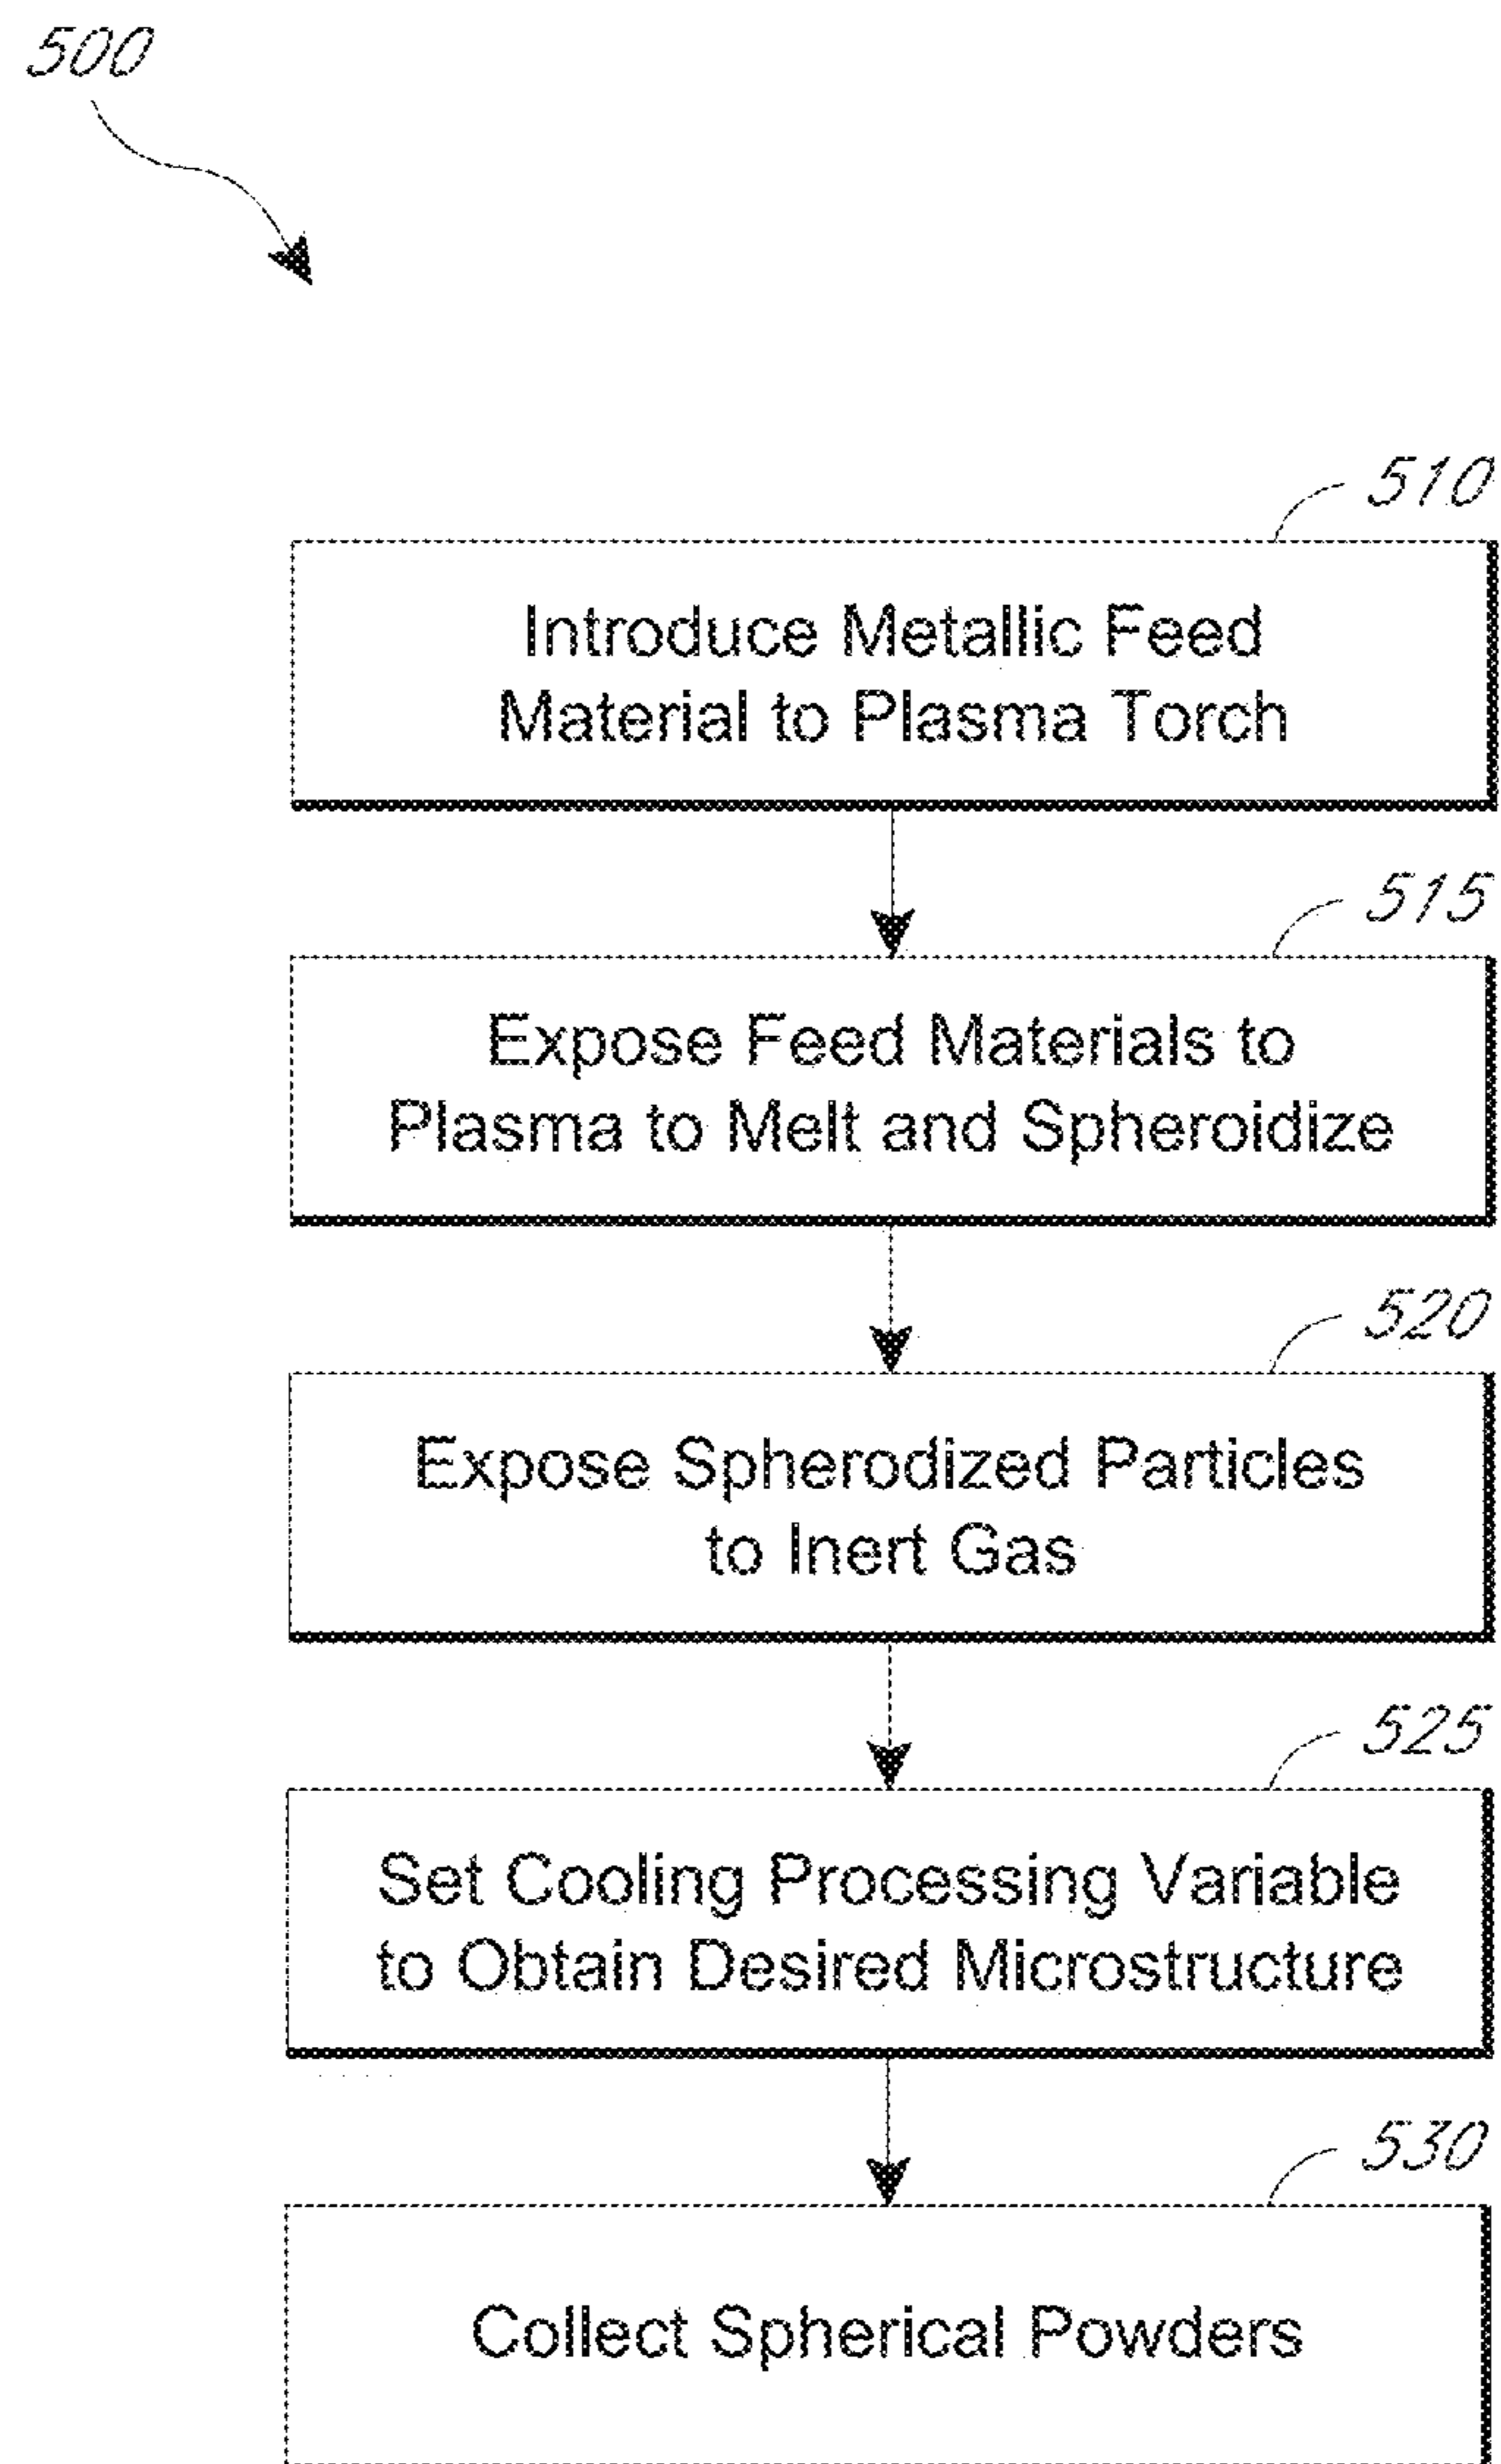 500
510
Introduce Metallic Feed
Material to Plasma Torch
515
Expose Feed Materials to
Plasma to Melt and Spheroidize
520
Expose Spherodized Particles
to Inert Gas
525
Set Cooling Processing Variable
to Obtain Desired Microstructure
530
Collect Spherical Powders